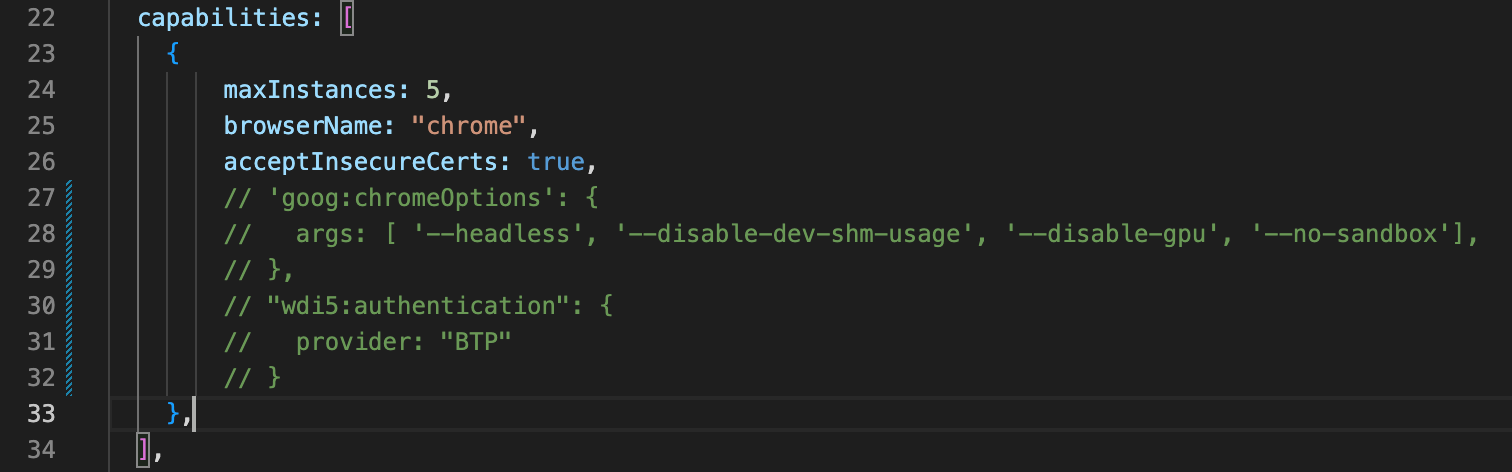 22 capabilities: [
23 {
24 maxInstances: 5,
25 browserName: "chrome",
26 acceptInsecureCerts: true,
27 // 'goog:chromeOptions': {
28 //   args: [ '--headless', '--disable-dev-shm-usage', '--disable-gpu', '--no-sandbox'],
29 // },
30 // "wdi5:authentication": {
31 //   provider: "BTP"
32 // }
33 },
34 ],